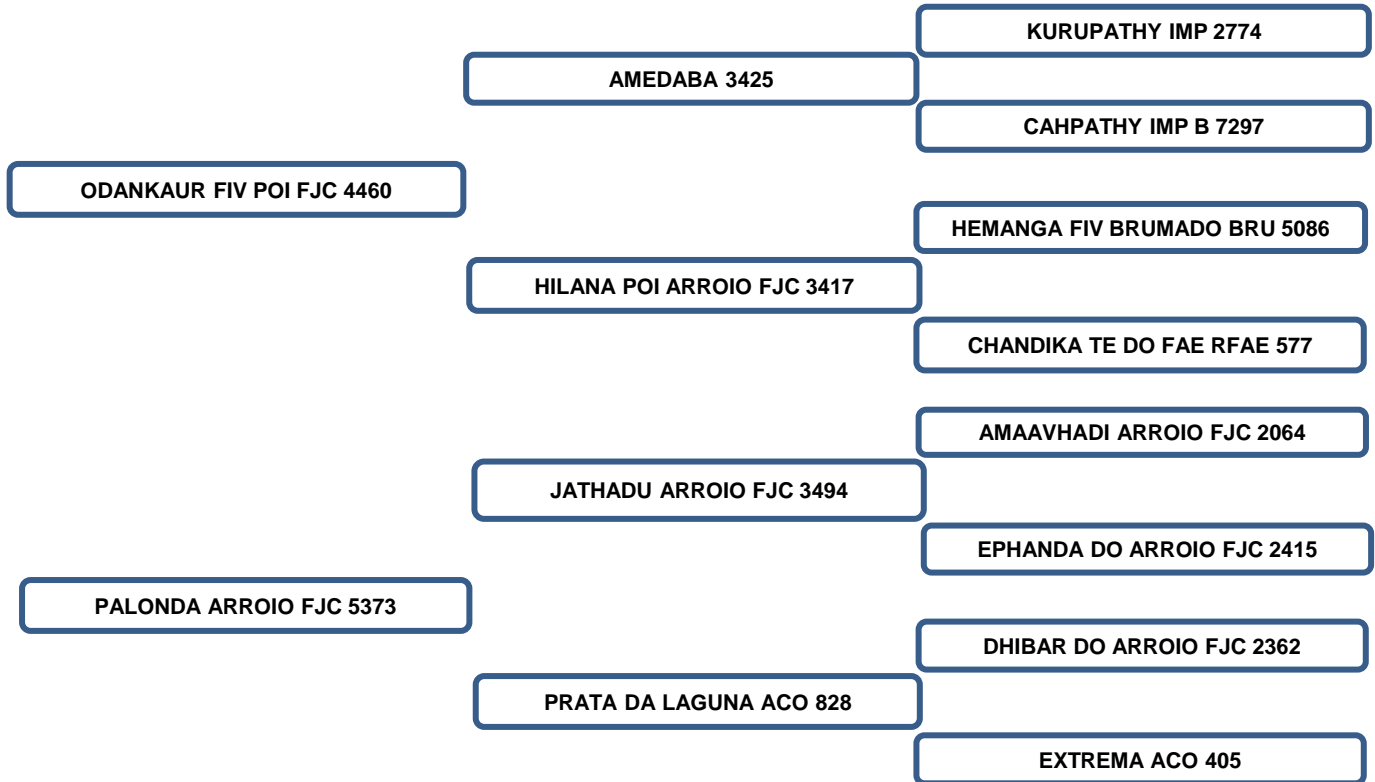 KURUPATHY IMP 2774
AMEDABA 3425
CAHPATHY IMP B 7297
ODANKAUR FIV POI FJC 4460
HEMANGA FIV BRUMADO BRU 5086
HILANA POI ARROIO FJC 3417
CHANDIKA TE DO FAE RFAE 577
AMAAVHADI ARROIO FJC 2064
JATHADU ARROIO FJC 3494
EPHANDA DO ARROIO FJC 2415
PALONDA ARROIO FJC 5373
DHIBAR DO ARROIO FJC 2362
PRATA DA LAGUNA ACO 828
EXTREMA ACO 405